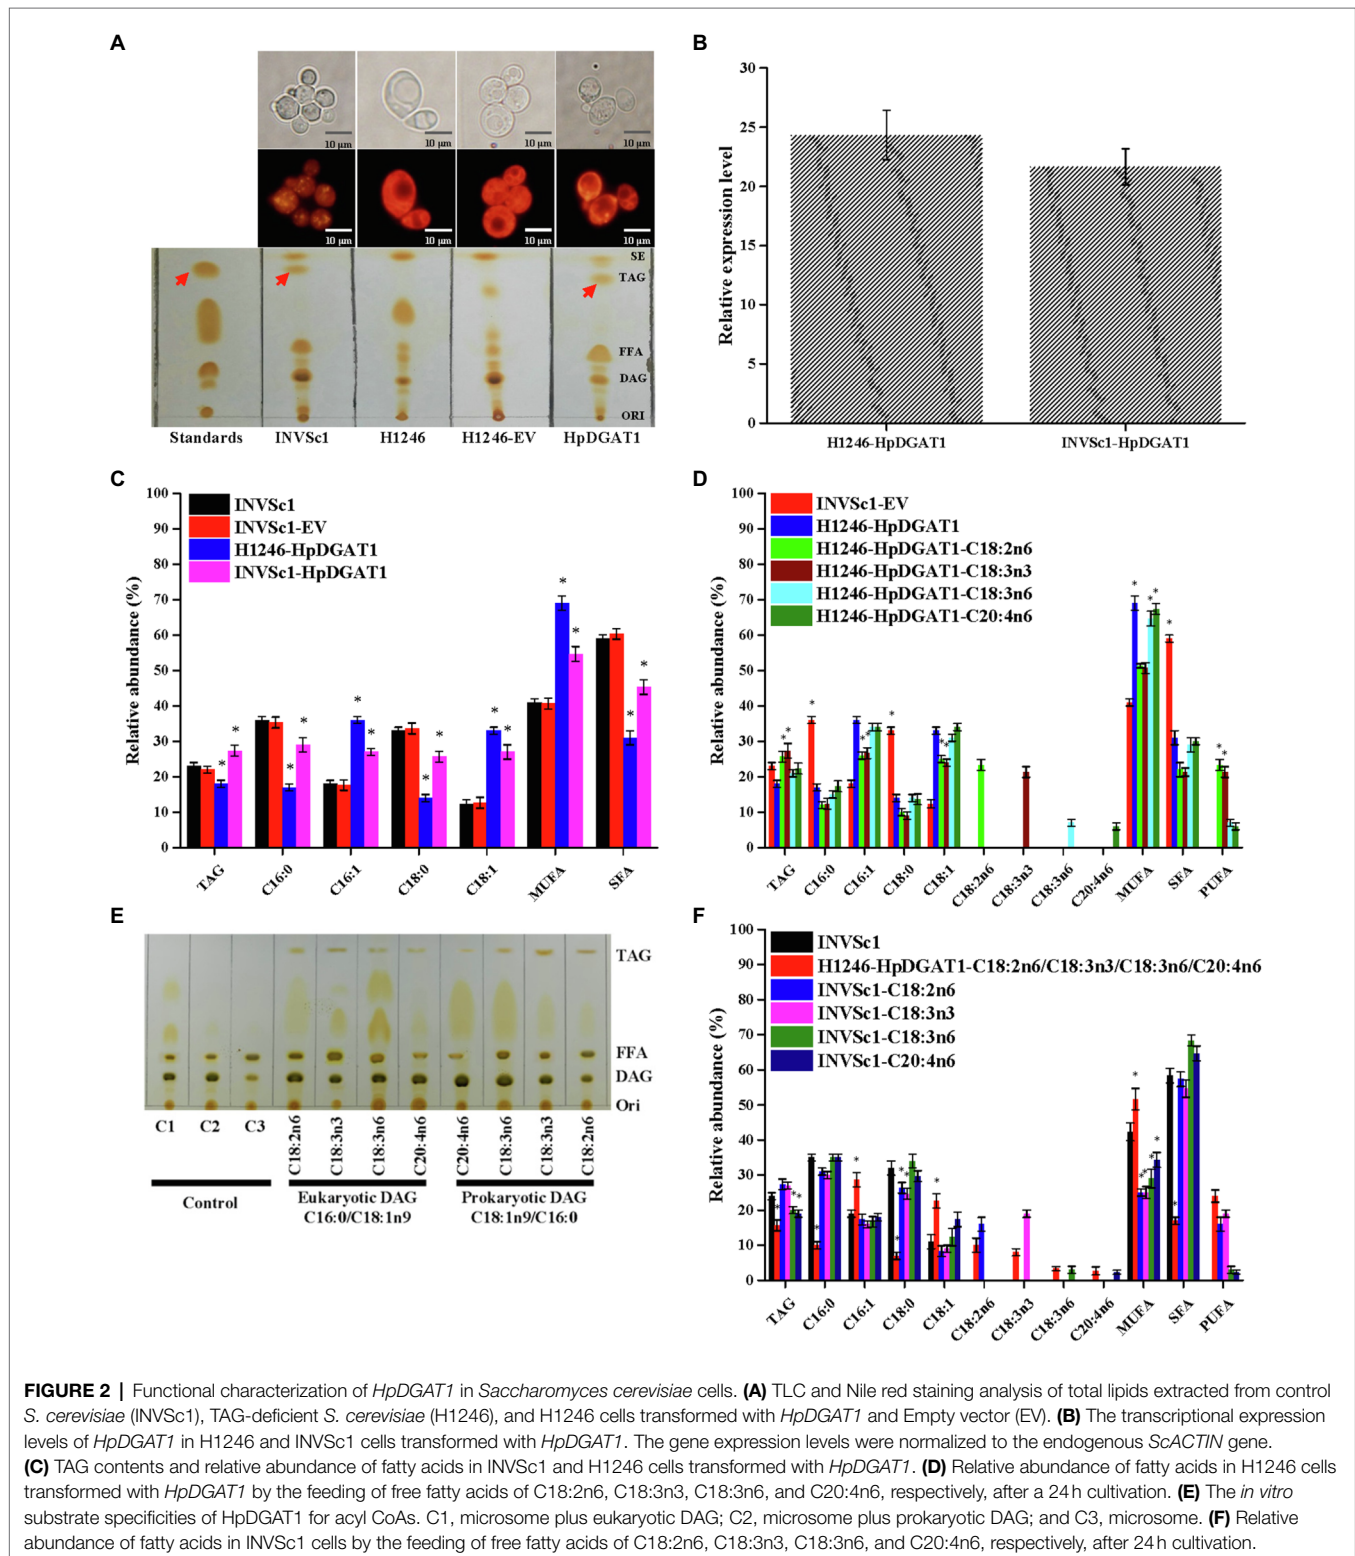 A
10 µm
10 µm
10 µm
10 µm
10 µm
10 µm
10 µm
10 µm
SE
TAG
FFA
DAG
ORI
Standards
INVSc1
H1246
H1246-EV
HpDGAT1
B
Relative expression level
30
25
20
15
10
5
0
H1246-HpDGAT1
INVSc1-HpDGAT1
C
Relative abundance (%)
100
90
80
70
60
50
40
30
20
10
0
INVSc1
INVSc1-EV
H1246-HpDGAT1
INVSc1-HpDGAT1
* * * * * * * * * * * * * *
TAG
C16:0
C16:1
C18:0
C18:1
MUFA
SFA
D
Relative abundance (%)
100
90
80
70
60
50
40
30
20
10
0
INVSc1-EV
H1246-HpDGAT1
H1246-HpDGAT1-C18:2n6
H1246-HpDGAT1-C18:3n3
H1246-HpDGAT1-C18:3n6
H1246-HpDGAT1-C20:4n6
* * * * * * * * * * * * * *
TAG
C16:0
C16:1
C18:0
C18:1
C18:2n6
C18:3n3
C18:3n6
C20:4n6
MUFA
SFA
PUFA
E
TAG
FFA
DAG
Ori
C1
C2
C3
C18:2n6
C18:3n3
C18:3n6
C20:4n6
C20:4n6
C18:3n6
C18:3n3
C18:2n6
Control
Eukaryotic DAG
C16:0/C18:1n9
Prokaryotic DAG
C18:1n9/C16:0
F
Relative abundance (%)
100
90
80
70
60
50
40
30
20
10
0
INVSc1
H1246-HpDGAT1-C18:2n6/C18:3n3/C18:3n6/C20:4n6
INVSc1-C18:2n6
INVSc1-C18:3n3
INVSc1-C18:3n6
INVSc1-C20:4n6
* * * * * * * * * * * * * * *
TAG
C16:0
C16:1
C18:0
C18:1
C18:2n6
C18:3n3
C18:3n6
C20:4n6
MUFA
SFA
PUFA
FIGURE 2 | Functional characterization of HpDGAT1 in Saccharomyces cerevisiae cells. (A) TLC and Nile red staining analysis of total lipids extracted from control
S. cerevisiae (INVSc1), TAG-deficient S. cerevisiae (H1246), and H1246 cells transformed with HpDGAT1 and Empty vector (EV). (B) The transcriptional expression
levels of HpDGAT1 in H1246 and INVSc1 cells transformed with HpDGAT1. The gene expression levels were normalized to the endogenous ScACTIN gene.
(C) TAG contents and relative abundance of fatty acids in INVSc1 and H1246 cells transformed with HpDGAT1. (D) Relative abundance of fatty acids in H1246 cells
transformed with HpDGAT1 by the feeding of free fatty acids of C18:2n6, C18:3n3, C18:3n6, and C20:4n6, respectively, after a 24 h cultivation. (E) The in vitro
substrate specificities of HpDGAT1 for acyl CoAs. C1, microsome plus eukaryotic DAG; C2, microsome plus prokaryotic DAG; and C3, microsome. (F) Relative
abundance of fatty acids in INVSc1 cells by the feeding of free fatty acids of C18:2n6, C18:3n3, C18:3n6, and C20:4n6, respectively, after 24 h cultivation.